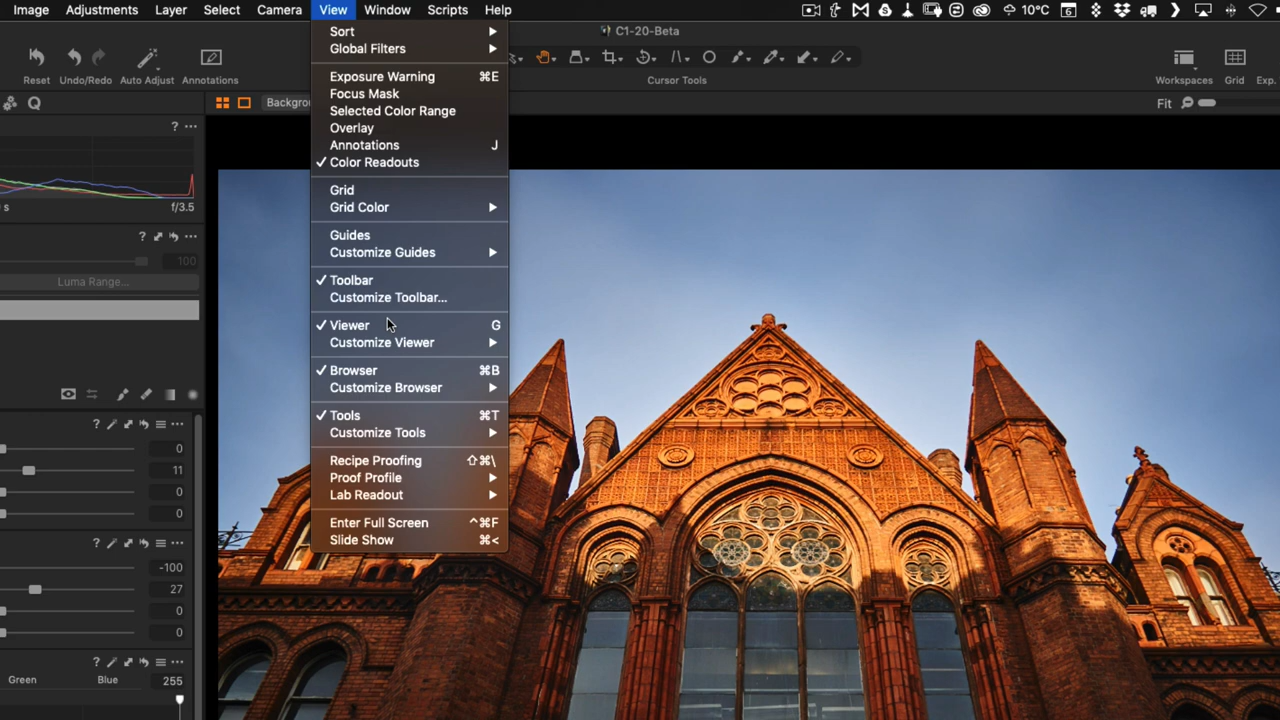 Image Adjustments Layer Select Camera View Window Scripts Help 10°C 6
C1-20-Beta
Reset Undo/Redo Auto Adjust Annotations
Cursor Tools
Workspaces Grid Exp.
Backgrou
Fit
? •••
s f/3.5
?
100
Luma Range...
Sort
Global Filters
Exposure Warning ⌘E
Focus Mask
Selected Color Range
Overlay
Annotations J
✓ Color Readouts
Grid
Grid Color
Guides
Customize Guides
✓ Toolbar
Customize Toolbar...
✓ Viewer G
Customize Viewer
✓ Browser ⌘B
Customize Browser
✓ Tools ⌘T
Customize Tools
Recipe Proofing ⇧⌘\
Proof Profile
Lab Readout
Enter Full Screen ^⌘F
Slide Show ⌘<
?
0
11
0
0
?
-100
27
0
0
?
Green Blue 255